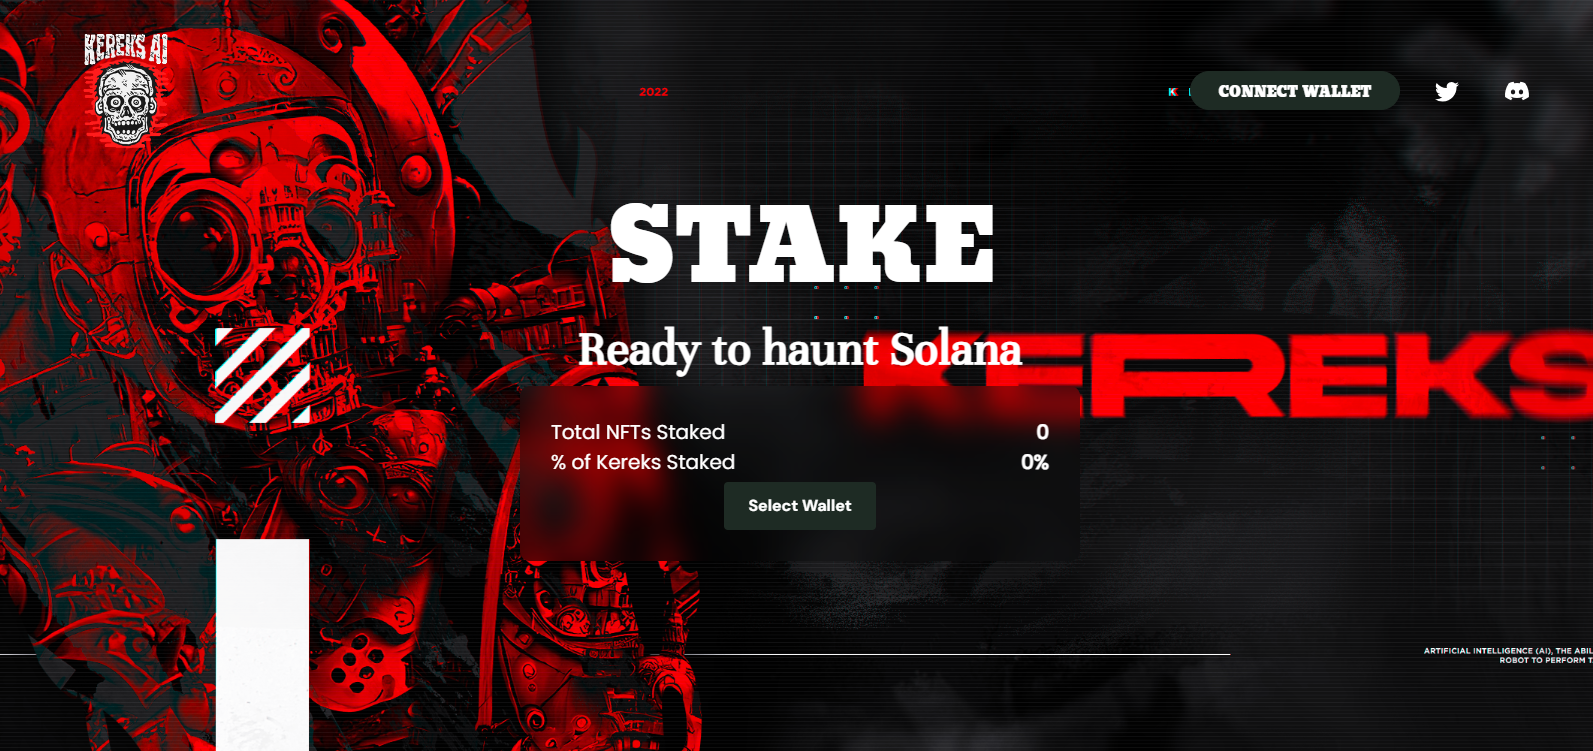 KEREKS AI
2022
K
CONNECT WALLET
STAKE
Ready to haunt Solana
KEREKS
Total NFTs Staked 0
% of Kereks Staked 0%
Select Wallet
ARTIFICIAL INTELLIGENCE (AI), THE ABIL
ROBOT TO PERFORM T